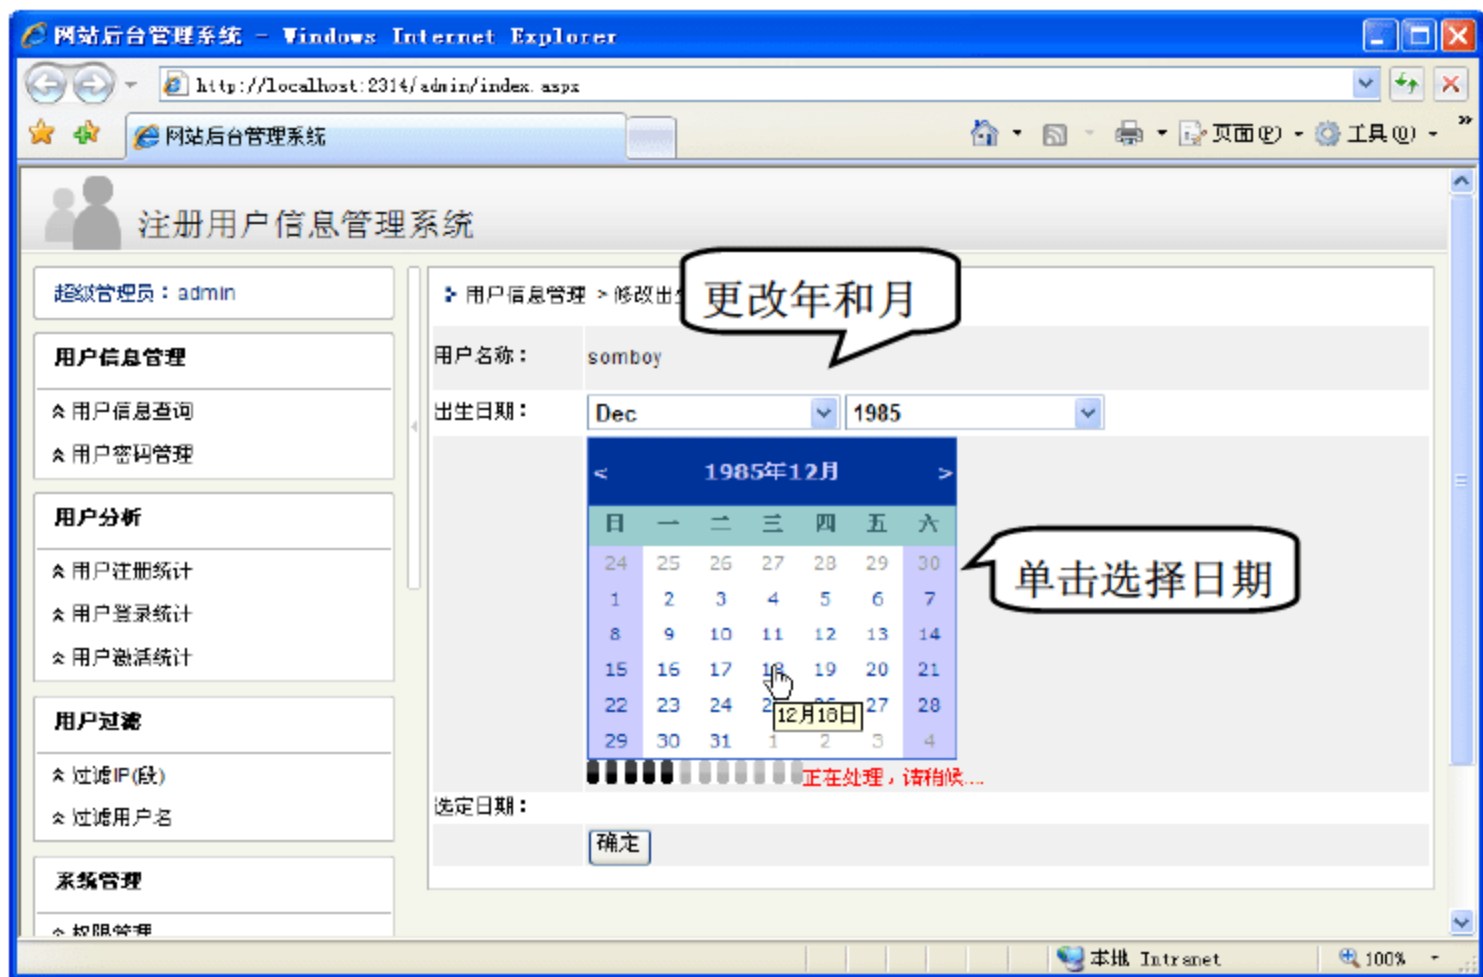 网站后台管理系统 - Windows Internet Explorer
http://localhost:2314/admin/index.aspx
网站后台管理系统
页面(P)
工具(O)
»
注册用户信息管理系统
超级管理员：admin
用户信息管理
用户信息查询
用户密码管理
用户分析
用户注册统计
用户登录统计
用户激活统计
用户过滤
过滤IP(段)
过滤用户名
系统管理
权限管理
用户信息管理 > 修改出生
更改年和月
用户名称： somboy
出生日期： Dec 1985
< 1985年12月 >
日 一 二 三 四 五 六
24 25 26 27 28 29 30
1 2 3 4 5 6 7
8 9 10 11 12 13 14
15 16 17 18 19 20 21
22 23 24 27 28
29 30 31 1 2 3 4
12月18日
单击选择日期
正在处理，请稍候....
选定日期：
确定
本地 Intranet
100%